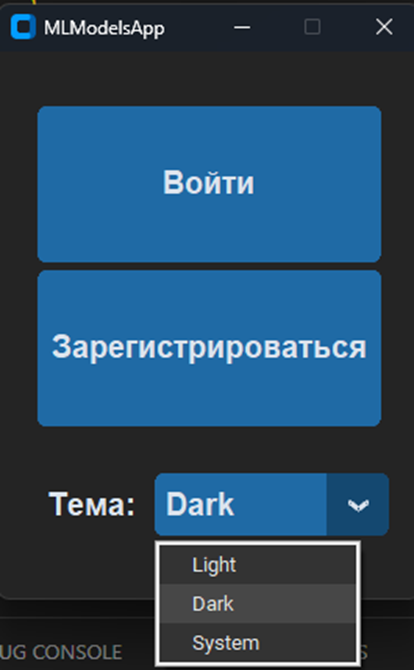 MLModelsApp
Войти
Зарегистрироваться
Тема: Dark
Light
Dark
System
UG CONSOLE
S